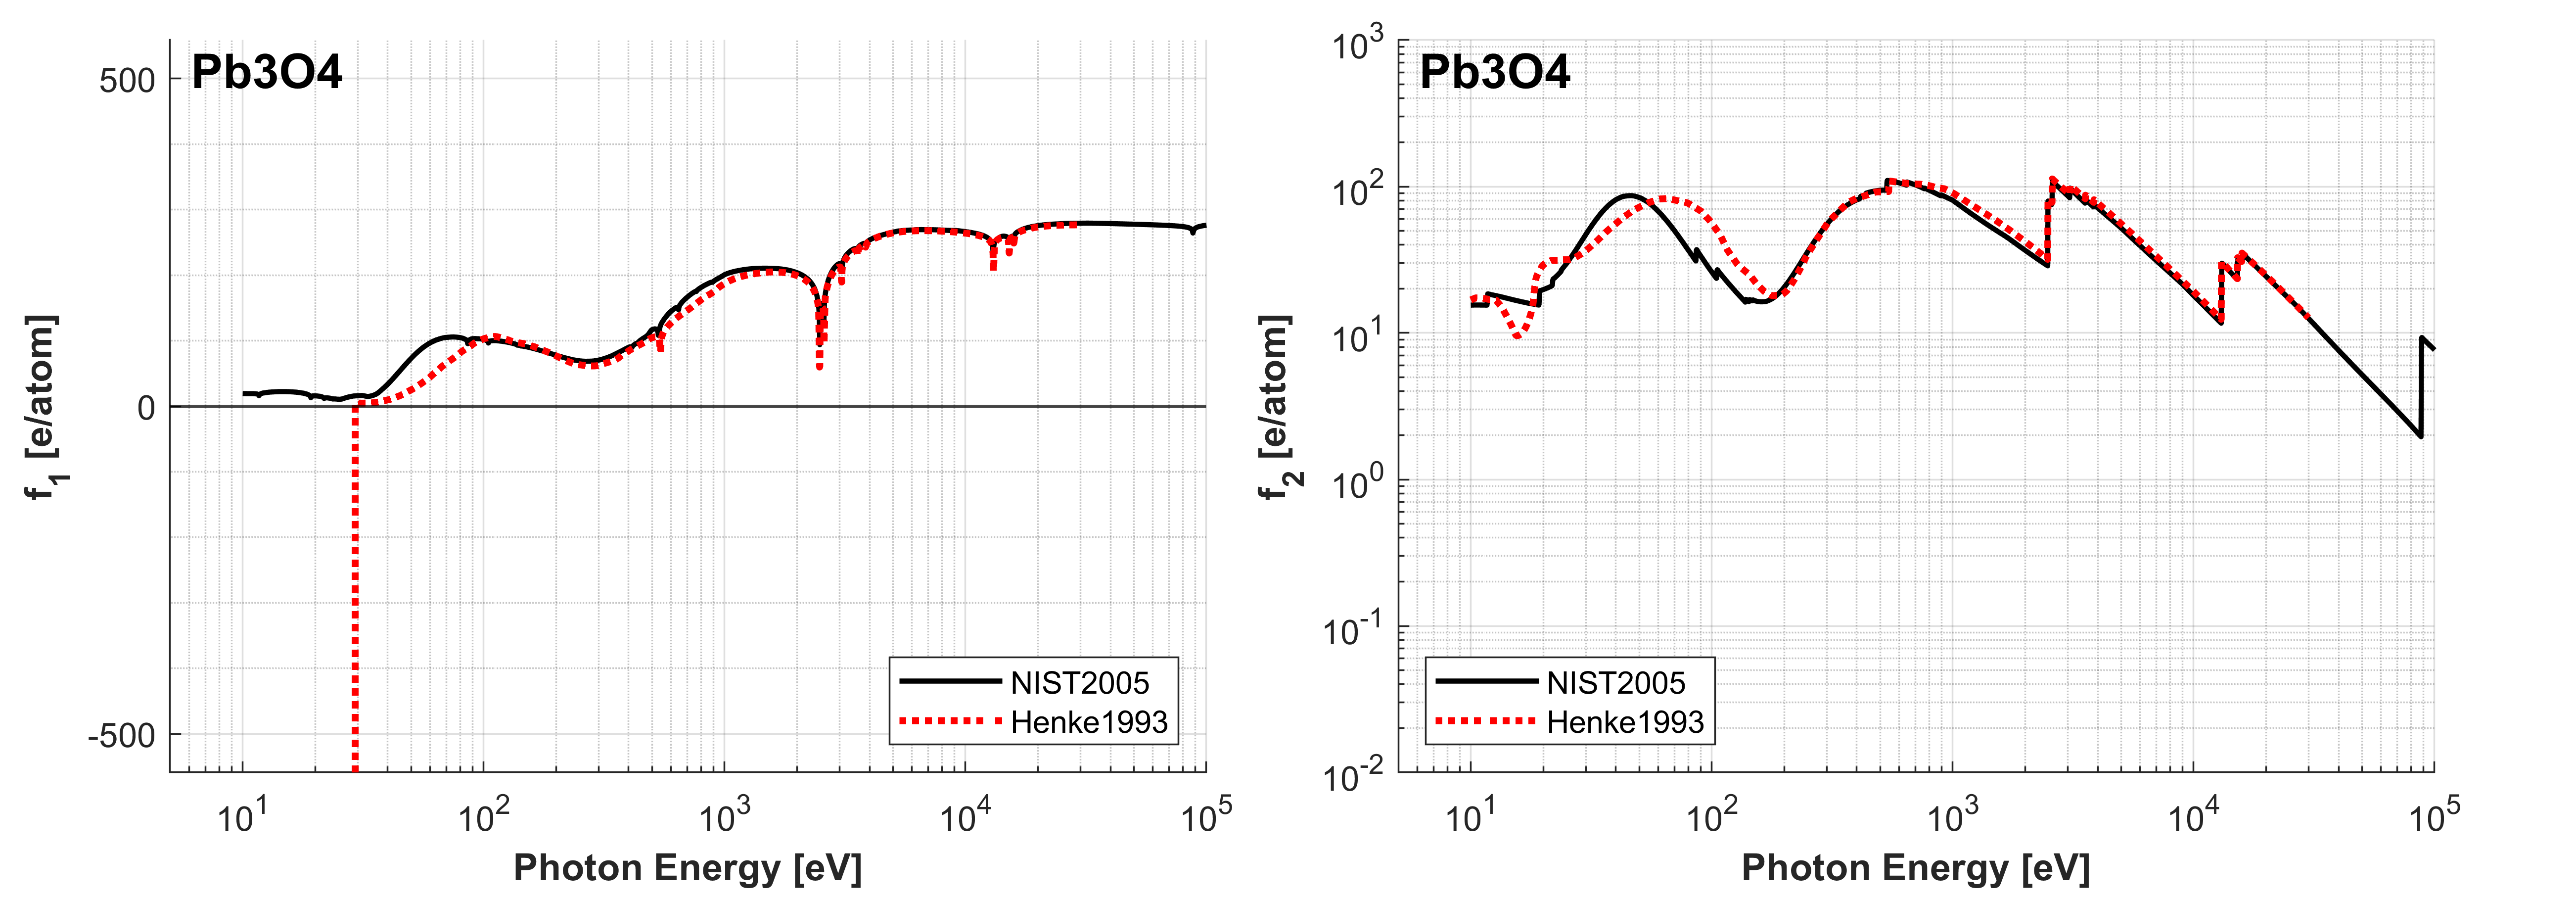 Pb3O4
500
0
-500
f1 [e/atom]
10^1
10^2
10^3
10^4
10^5
Photon Energy [eV]
NIST2005
Henke1993
Pb3O4
10^3
10^2
10^1
10^0
10^-1
10^-2
f2 [e/atom]
10^1
10^2
10^3
10^4
10^5
Photon Energy [eV]
NIST2005
Henke1993